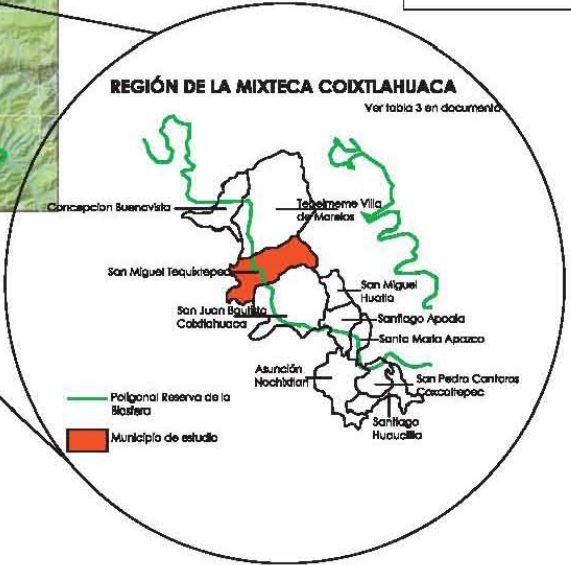 REGIÓN DE LA MIXTECA COIXTLAHUACA
Ver tabla 3 en documento
Concepcion Buenavista
Tepelmeme Villa
de Morelos
San Miguel Tequixtepec
San Miguel
Huatla
San Juan Bautista
Coixtlahuaca
Santiago Apoala
Santa Maria Apazco
Asunción
Nochixtlan
San Pedro Cantaros
Coxcaltepec
Santiago
Huauclilla
Poligonal Reserva de la
Biosfera
Municipio de estudio